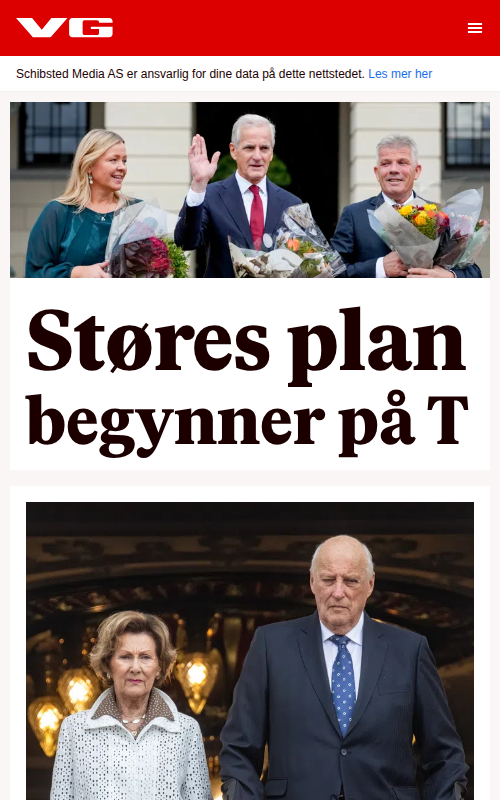 VG
Schibsted Media AS er ansvarlig for dine data på dette nettstedet. Les mer her
Støres plan
begynner på T